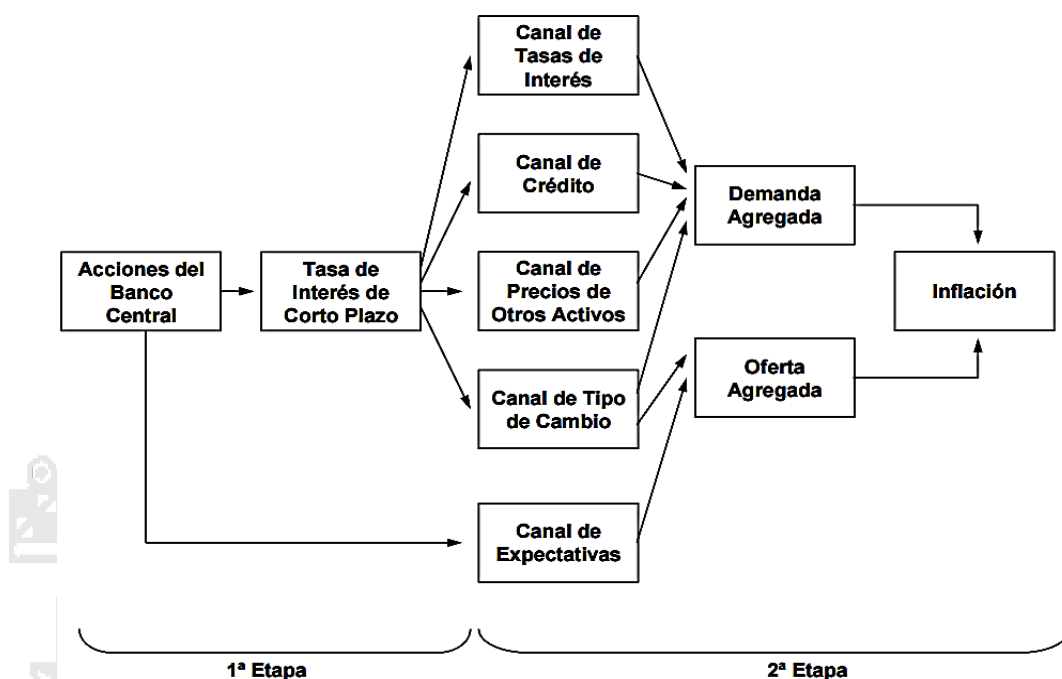 Canal de
Tasas de
Interés
Canal de
Crédito
Demanda
Agregada
Acciones del
Banco
Central
Tasa de
Interés de
Corto Plazo
Canal de
Precios de
Otros Activos
Inflación
Oferta
Agregada
Canal de Tipo
de Cambio
Canal de
Expectativas
1ª Etapa
2ª Etapa